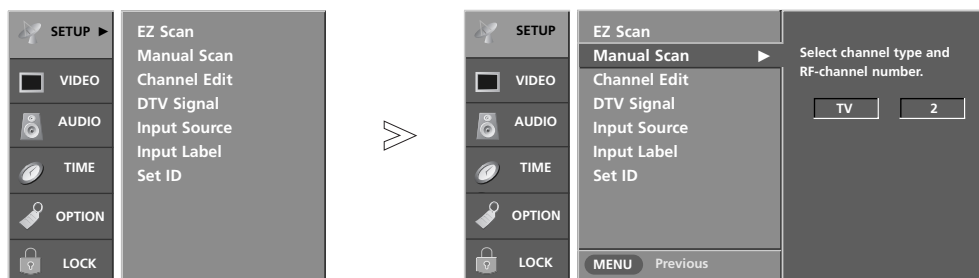 SETUP ►
VIDEO
AUDIO
TIME
OPTION
LOCK
EZ Scan
Manual Scan
Channel Edit
DTV Signal
Input Source
Input Label
Set ID
SETUP
VIDEO
AUDIO
TIME
OPTION
LOCK
EZ Scan
Manual Scan ►
Channel Edit
DTV Signal
Input Source
Input Label
Set ID
MENU Previous
Select channel type and
RF-channel number.
TV 2